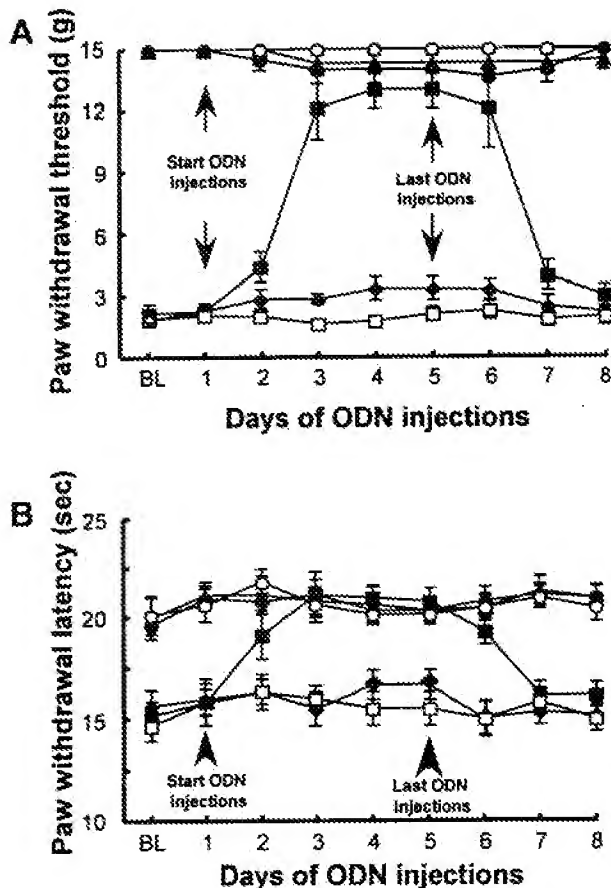 A
Paw withdrawal threshold (g)
15
12
9
6
3
0
Start ODN
injections
Last ODN
injections
BL 1 2 3 4 5 6 7 8
Days of ODN injections
B
Paw withdrawal latency (sec)
25
20
15
10
Start ODN
injections
Last ODN
injections
BL 1 2 3 4 5 6 7 8
Days of ODN injections